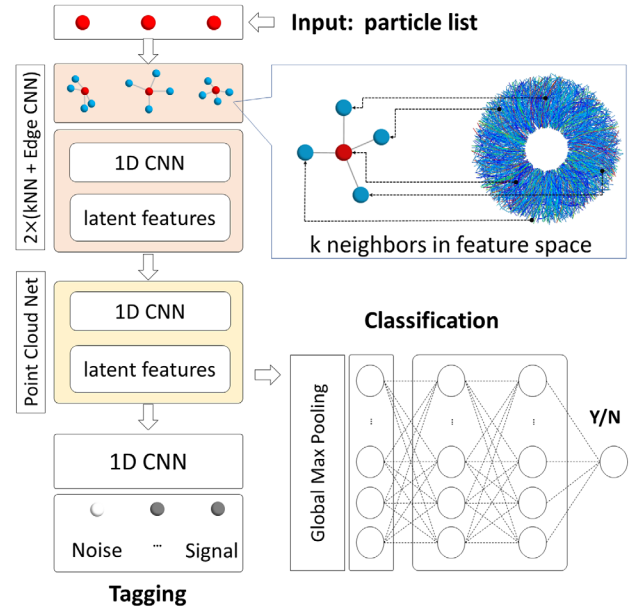 Input: particle list
2×(kNN + Edge CNN)
1D CNN
latent features
k neighbors in feature space
Point Cloud Net
1D CNN
latent features
Classification
Global Max Pooling
...
...
...
Y/N
1D CNN
Noise
...
Signal
Tagging